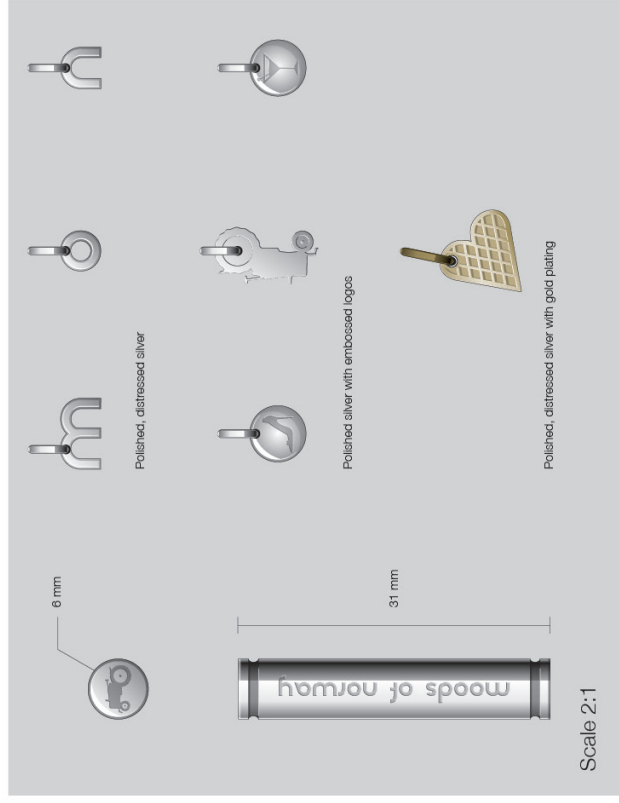 6 mm
Polished, distressed silver
moods of norway
31 mm
Polished silver with embossed logos
Polished, distressed silver with gold plating
Scale 2:1